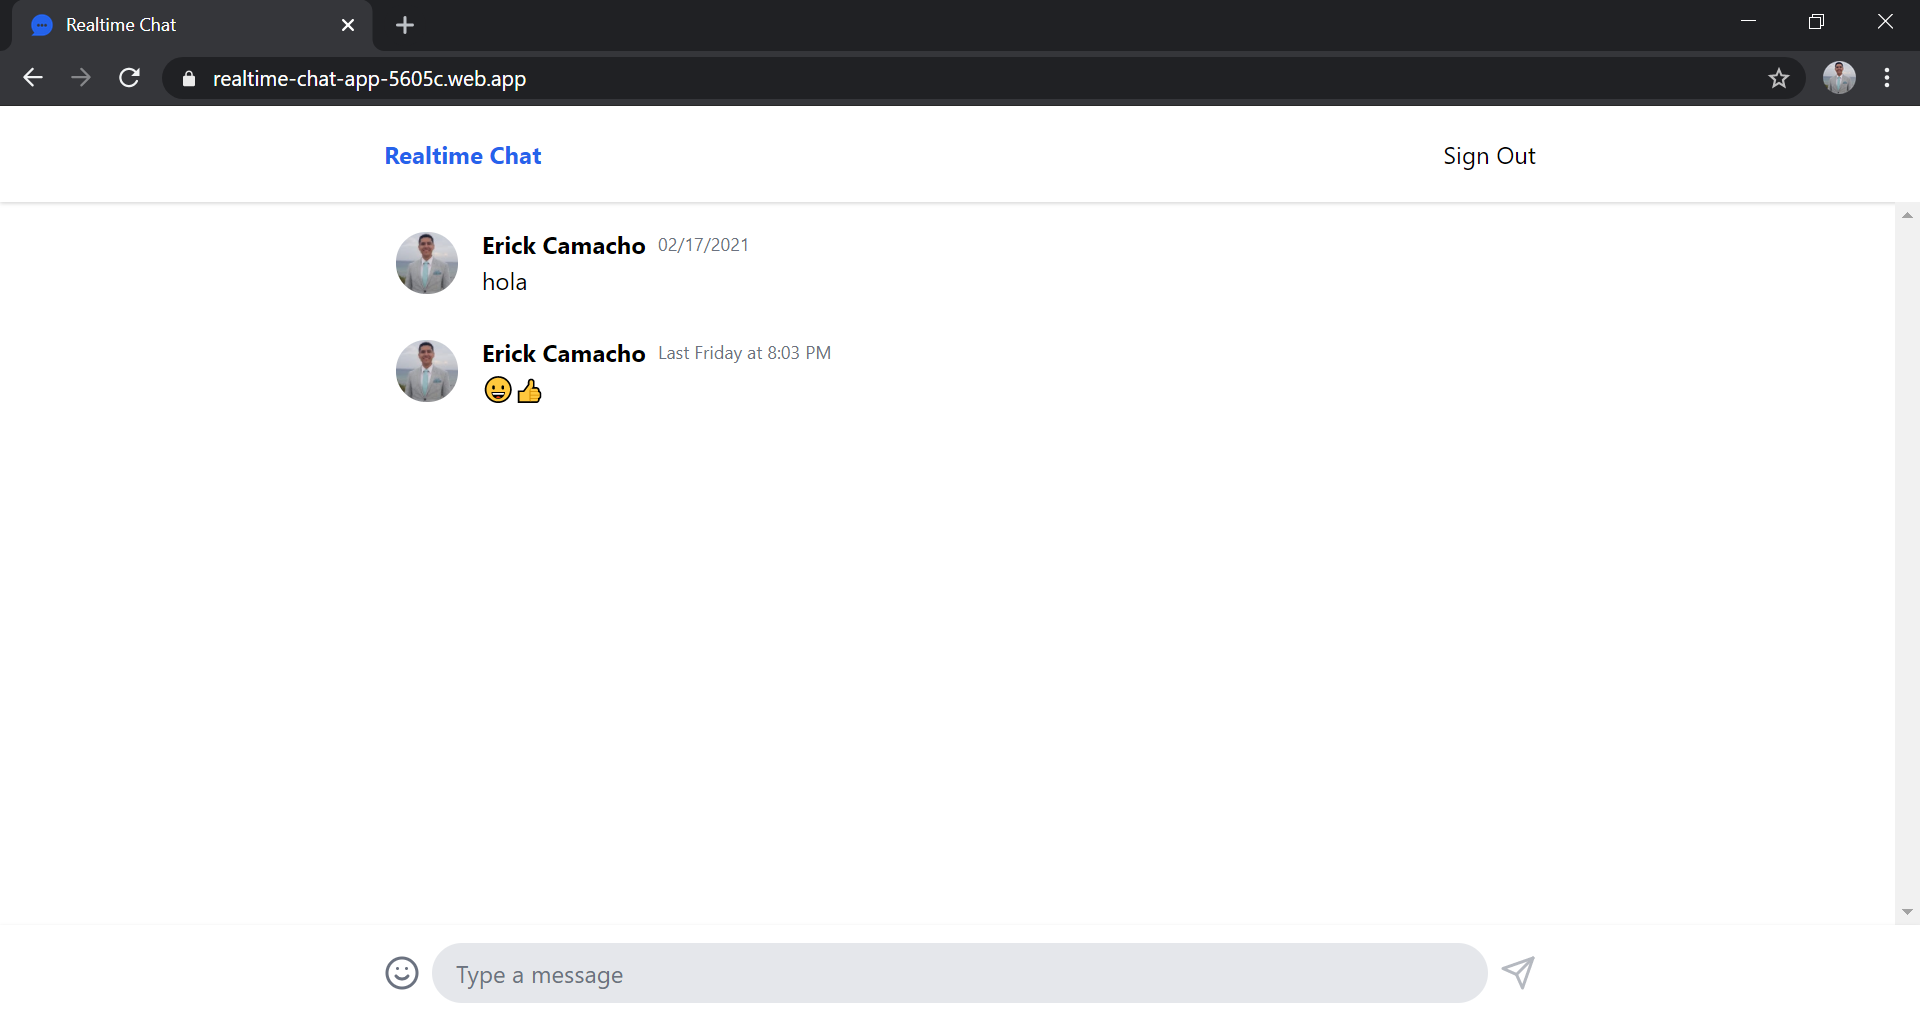 Realtime Chat
realtime-chat-app-5605c.web.app
Realtime Chat
Sign Out
Erick Camacho 02/17/2021
hola
Erick Camacho Last Friday at 8:03 PM
😀👍
Type a message